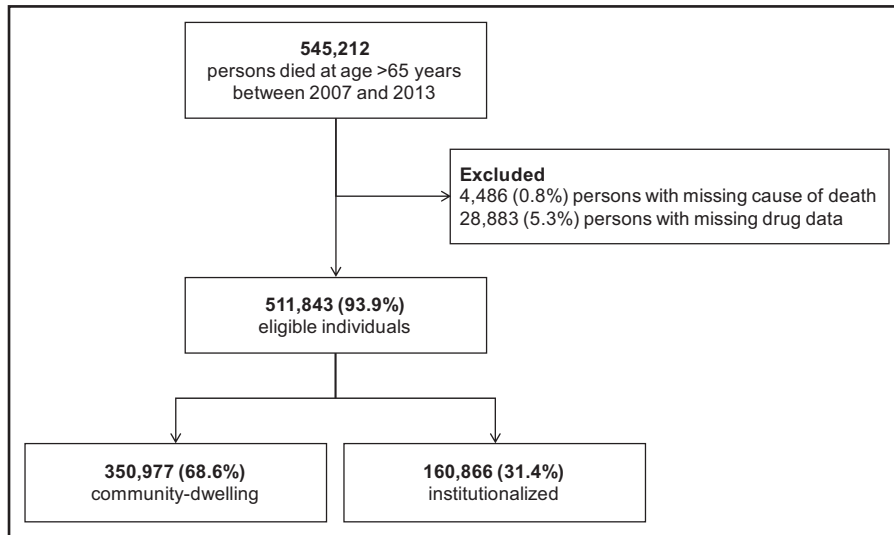 545,212
persons died at age >65 years
between 2007 and 2013
Excluded
4,486 (0.8%) persons with missing cause of death
28,883 (5.3%) persons with missing drug data
511,843 (93.9%)
eligible individuals
350,977 (68.6%)
community-dwelling
160,866 (31.4%)
institutionalized